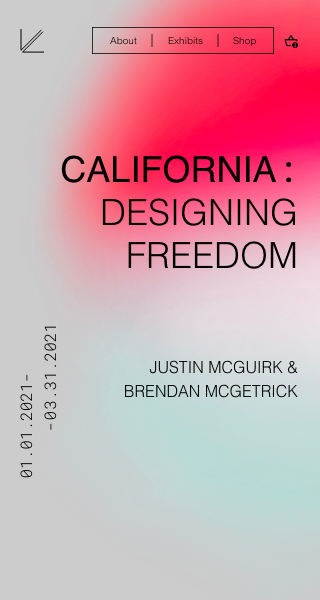 About | Exhibits | Shop
CALIFORNIA :
DESIGNING
FREEDOM
JUSTIN MCGUIRK &
BRENDAN MCGETRICK
01.01.2021-
-03.31.2021